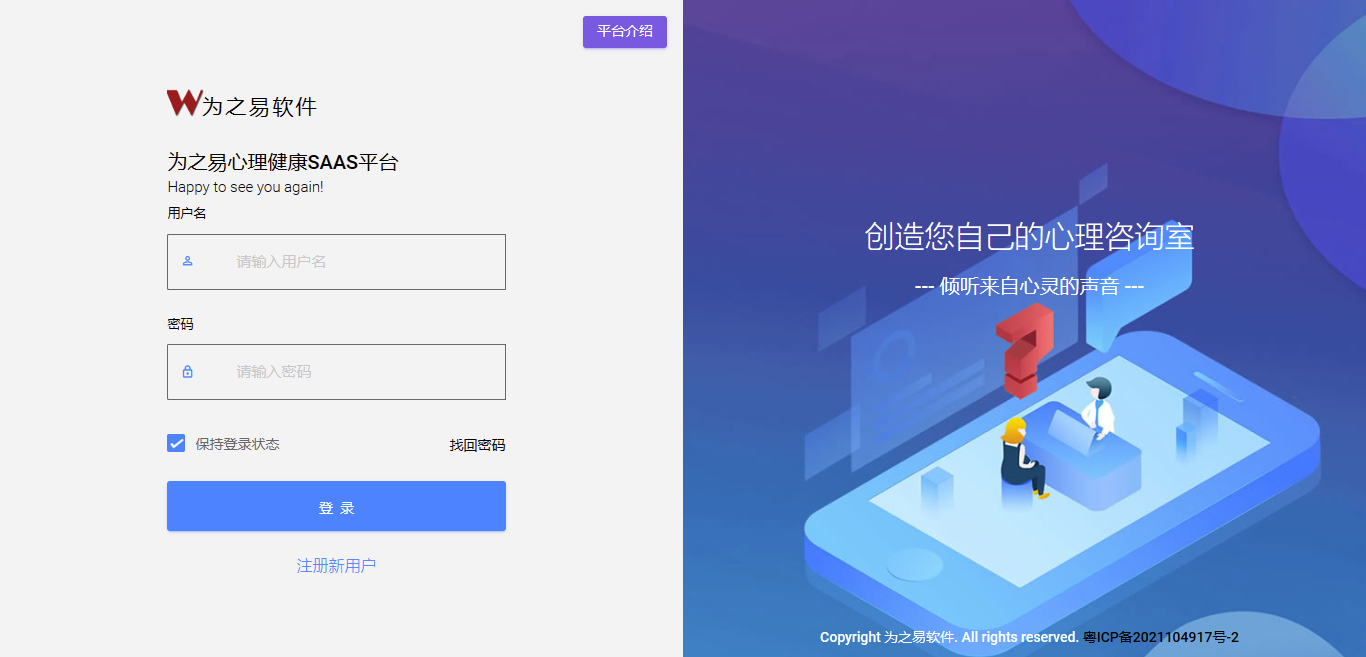 平台介绍
W为之易软件
为之易心理健康SAAS平台
Happy to see you again!
用户名
请输入用户名
密码
请输入密码
保持登录状态
找回密码
登 录
注册新用户
创造您自己的心理咨询室
--- 倾听来自心灵的声音 ---
Copyright 为之易软件. All rights reserved. 粤ICP备2021104917号-2